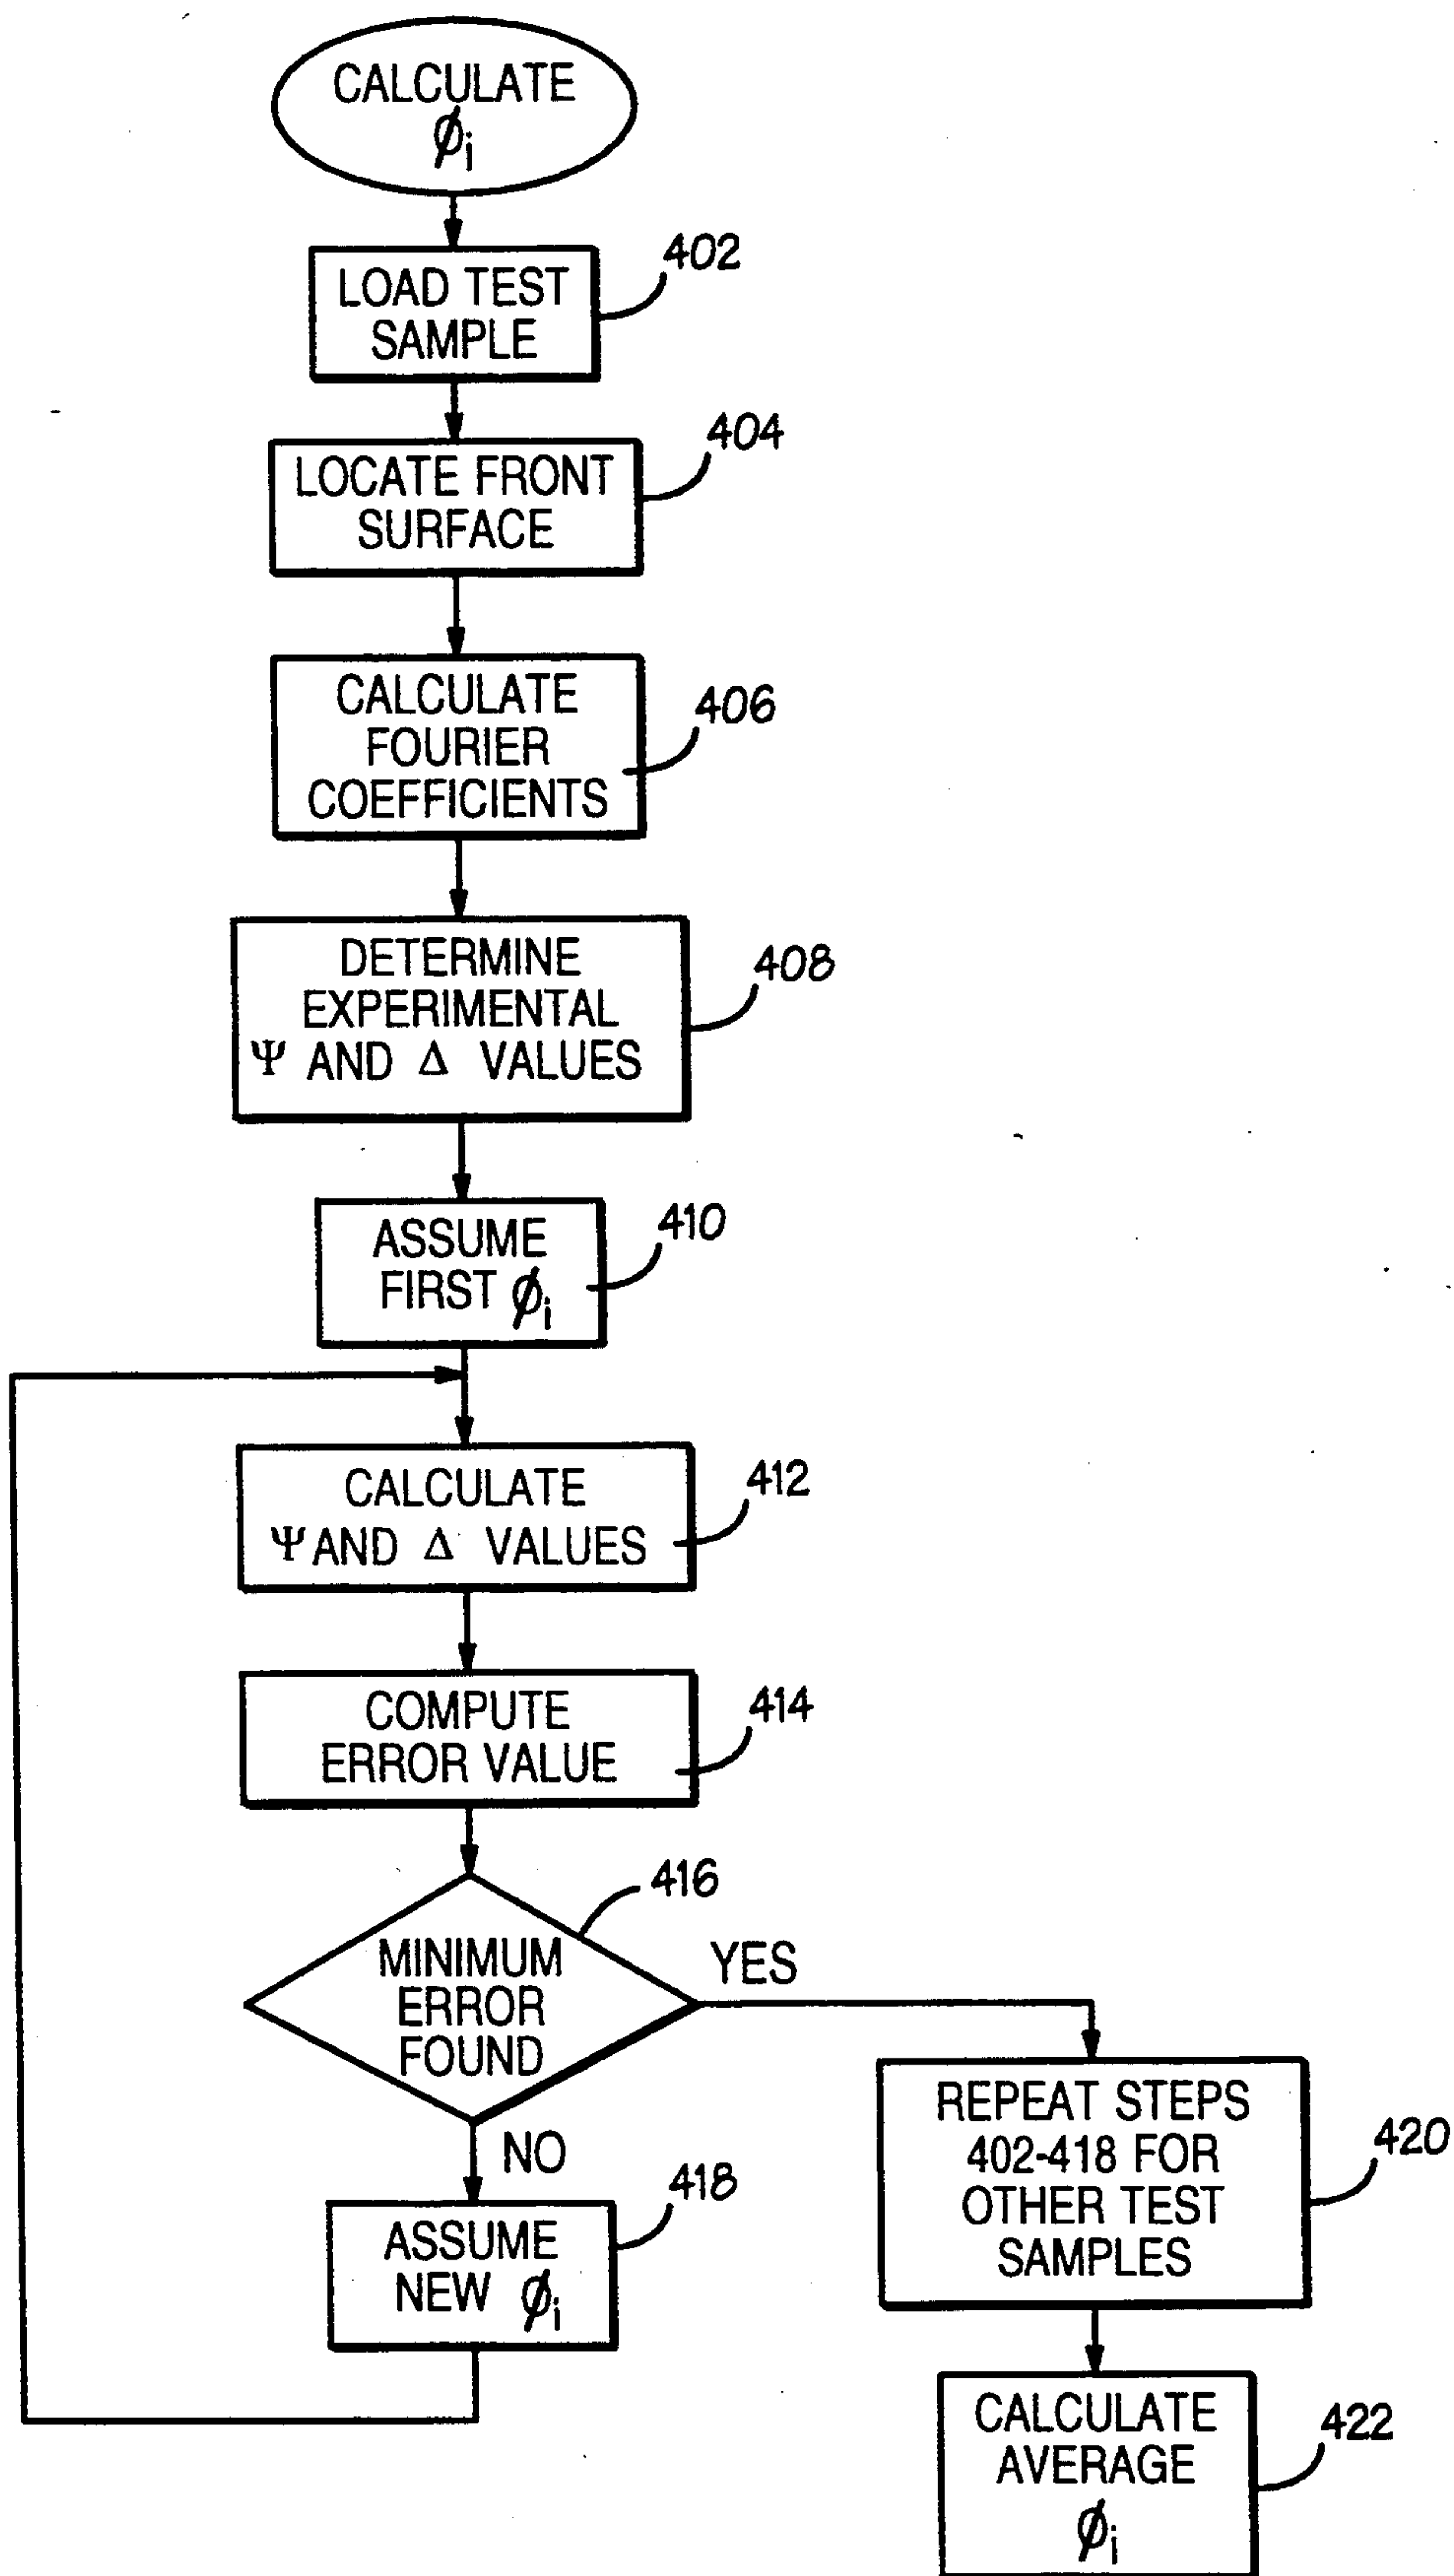 CALCULATE
ϕi
402
LOAD TEST
SAMPLE
404
LOCATE FRONT
SURFACE
406
CALCULATE
FOURIER
COEFFICIENTS
408
DETERMINE
EXPERIMENTAL
Ψ AND Δ VALUES
410
ASSUME
FIRST ϕi
412
CALCULATE
Ψ AND Δ VALUES
414
COMPUTE
ERROR VALUE
416
MINIMUM
ERROR
FOUND
YES
NO
418
ASSUME
NEW ϕi
420
REPEAT STEPS
402-418 FOR
OTHER TEST
SAMPLES
422
CALCULATE
AVERAGE
ϕi